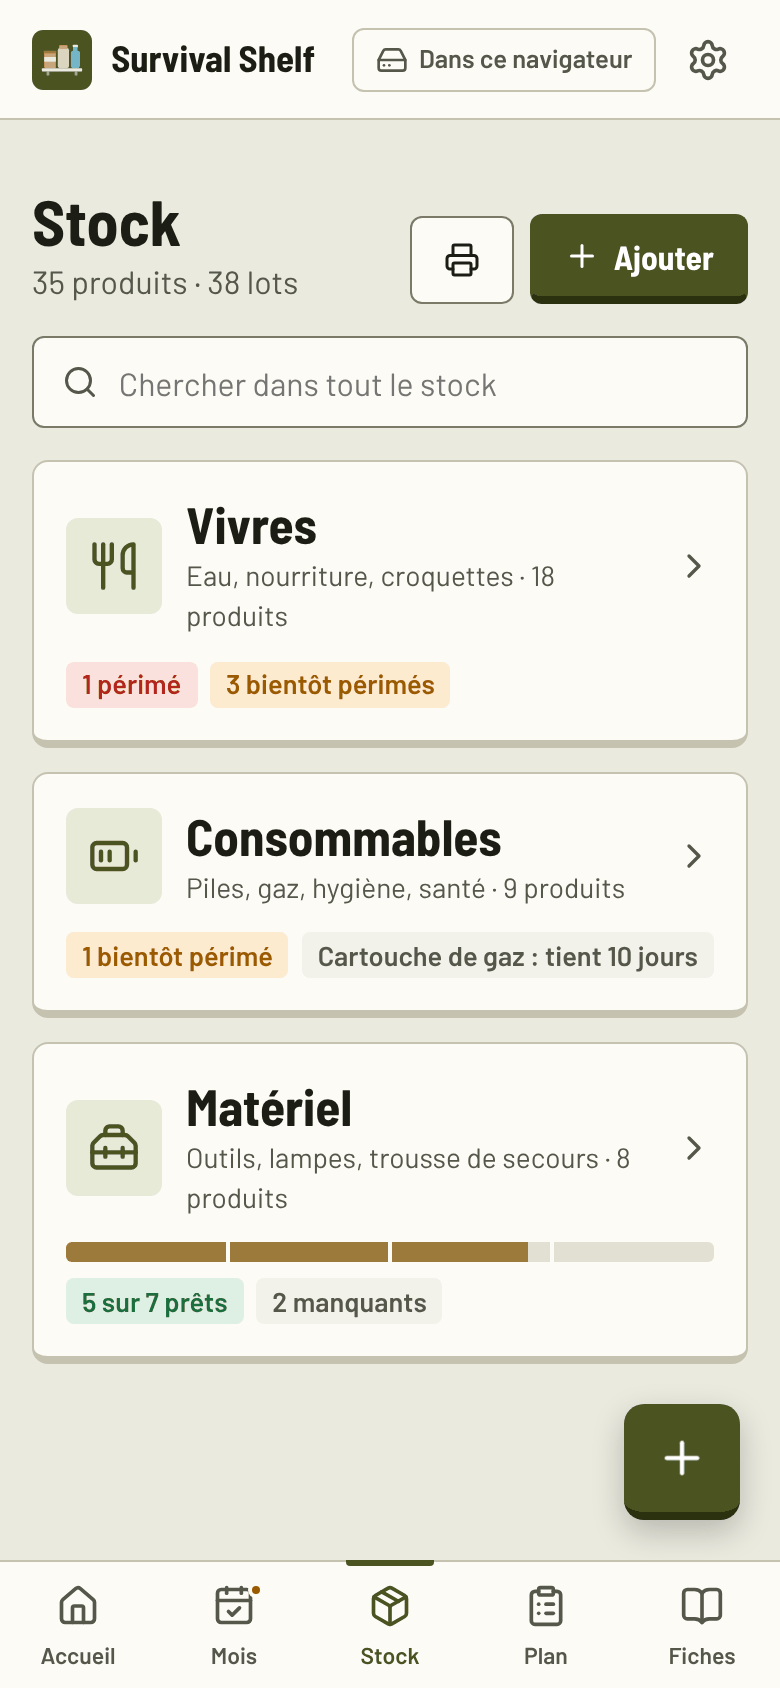 Survival Shelf
Dans ce navigateur
Stock
35 produits · 38 lots
Ajouter
Chercher dans tout le stock
Vivres
Eau, nourriture, croquettes · 18
produits
1 périmé
3 bientôt périmés
Consommables
Piles, gaz, hygiène, santé · 9 produits
1 bientôt périmé
Cartouche de gaz : tient 10 jours
Matériel
Outils, lampes, trousse de secours · 8
produits
5 sur 7 prêts
2 manquants
Accueil
Mois
Stock
Plan
Fiches